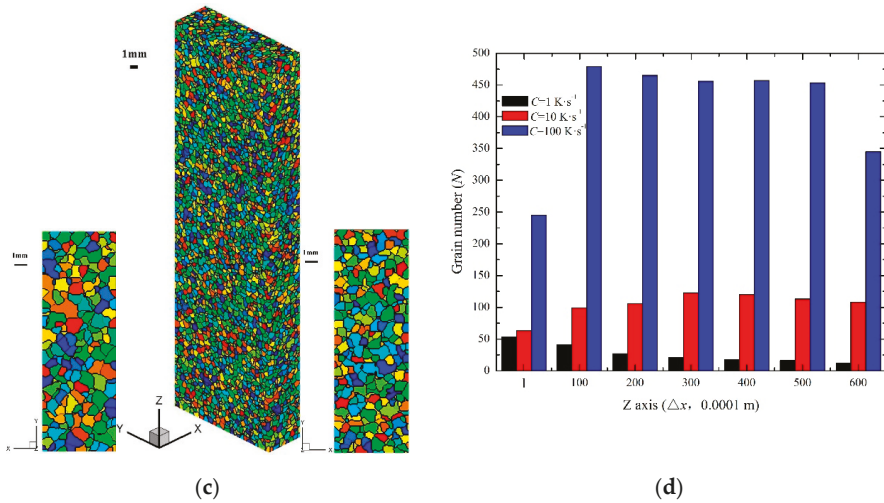 1mm
1mm
1mm
Y
X
Z
Z
Y
X
Y
X
Z
(c)
500
450
400
350
300
250
200
150
100
50
0
Grain number (N)
C=1 K·s⁻¹
C=10 K·s⁻¹
C=100 K·s⁻¹
1 100 200 300 400 500 600
Z axis (△x, 0.0001 m)
(d)